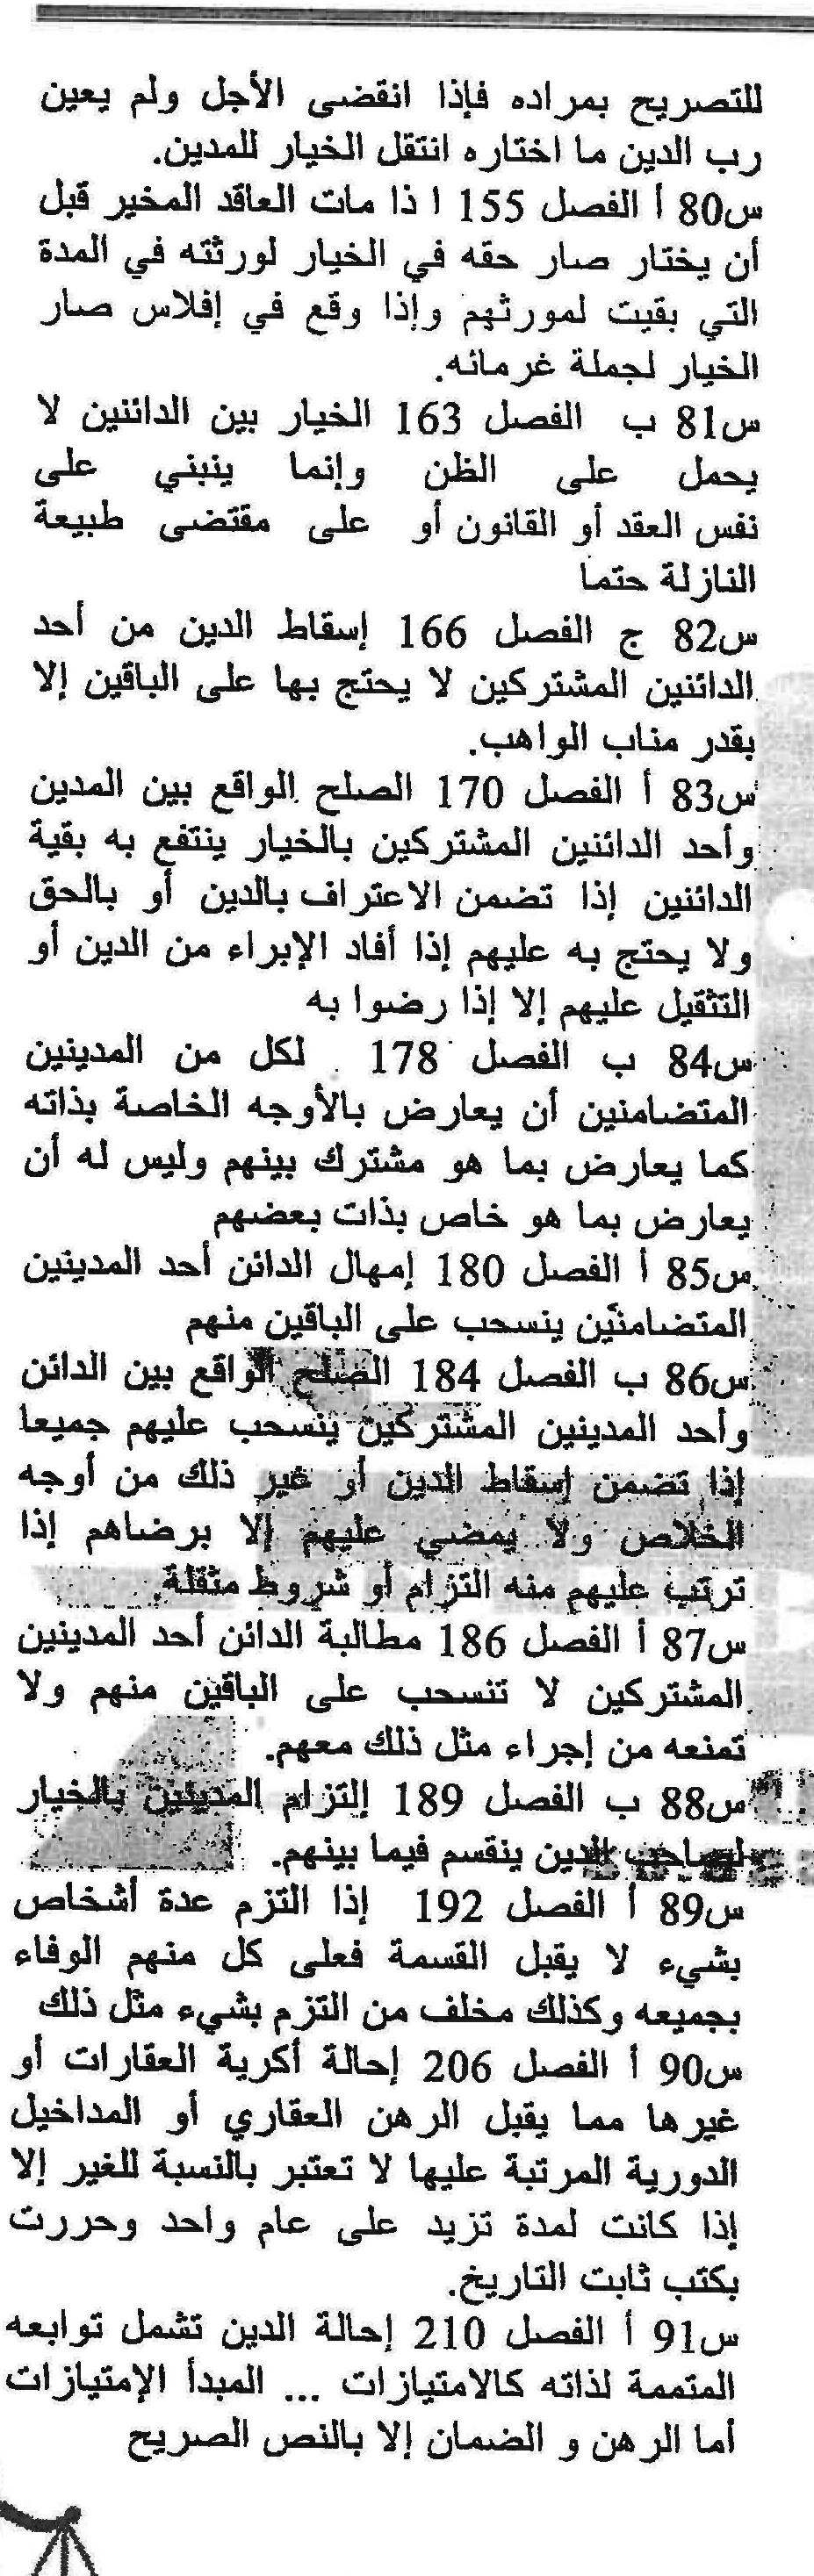 للتصريح بمراده فإذا انقضى الأجل ولم يعين
رب الدين ما اختاره انتقل الخيار للمدين.
س80 أ الفصل 155 ا ذا مات العاقد المخير قبل
أن يختار صار حقه في الخيار لورثته في المدة
التي بقيت لمورثهم وإذا وقع في إفلاس صار
الخيار لجملة غرمائه.
س81 ب الفصل 163 الخيار بين الدائنين لا
يحمل على الظن وإنما ينبني على
نفس العقد أو القانون أو على مقتضى طبيعة
النازلة حتما
س82 ج الفصل 166 إسقاط الدين من أحد
الدائنين المشتركين لا يحتج بها على الباقين إلا
بقدر مناب الواهب.
س83 أ الفصل 170 الصلح الواقع بين المدين
وأحد الدائنين المشتركين بالخيار ينتفع به بقية
الدائنين إذا تضمن الاعتراف بالدين أو بالحق
ولا يحتج به عليهم إذا أفاد الإبراء من الدين أو
التثقيل عليهم إلا إذا رضوا به
س84 ب الفصل 178 لكل من المدينين
المتضامنين أن يعارض بالأوجه الخاصة بذاته
كما يعارض بما هو مشترك بينهم وليس له أن
يعارض بما هو خاص بذات بعضهم
س85 أ الفصل 180 إمهال الدائن أحد المدينين
المتضامنين ينسحب على الباقين منهم
س86 ب الفصل 184 الصلح الواقع بين الدائن
وأحد المدينين المشتركين ينسحب عليهم جميعا
إذا تضمن إسقاط الدين أو غير ذلك من أوجه
الخلاص ولا يمضي عليهم إلا برضاهم إذا
ترتب عليهم منه التزام أو شروط مثقلة.
س87 أ الفصل 186 مطالبة الدائن أحد المدينين
المشتركين لا تنسحب على الباقين منهم ولا
تمنعه من إجراء مثل ذلك معهم.
س88 ب الفصل 189 إلتزام المدينين بالخيار
لصاحب الدين ينقسم فيما بينهم.
س89 أ الفصل 192 إذا التزم عدة أشخاص
بشيء لا يقبل القسمة فعلى كل منهم الوفاء
بجميعه وكذلك مخلف من التزم بشيء مثل ذلك
س90 أ الفصل 206 إحالة أكرية العقارات أو
غيرها مما يقبل الرهن العقاري أو المداخيل
الدورية المرتبة عليها لا تعتبر بالنسبة للغير إلا
إذا كانت لمدة تزيد على عام واحد وحررت
بكتب ثابت التاريخ.
س91 أ الفصل 210 إحالة الدين تشمل توابعه
المتممة لذاته كالامتيازات ... المبدأ الإمتيازات
أما الرهن و الضمان إلا بالنص الصريح